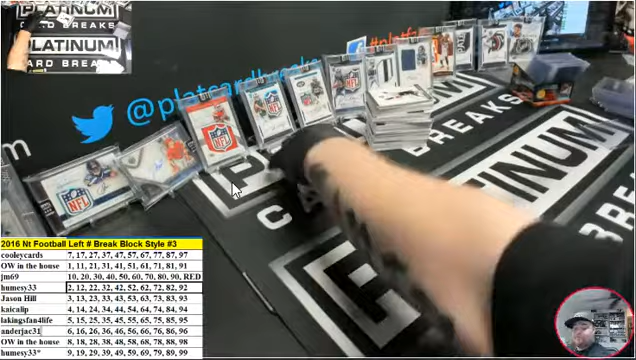 PLATINUM
CARD BREAKS
PLATINUM
CARD BREAKS
@platcardbreaks
#platinum
om
NFL
NFL
NFL
NFL
NFL
PLATINUM
BREAKS
2016 Nt Football Left # Break Block Style #3
cooleycards 7, 17, 27, 37, 47, 57, 67, 77, 87, 97
OW in the house 1, 11, 21, 31, 41, 51, 61, 71, 81, 91
jm69 10, 20, 30, 40, 50, 60, 70, 80, 90, RED
humesy33 2, 12, 22, 32, 42, 52, 62, 72, 82, 92
Jason Hill 3, 13, 23, 33, 43, 53, 63, 73, 83, 93
kaicalip 4, 14, 24, 34, 44, 54, 64, 74, 84, 94
lakingsfan4life 5, 15, 25, 35, 45, 55, 65, 75, 85, 95
anderjac31 6, 16, 26, 36, 46, 56, 66, 76, 86, 96
OW in the house 8, 18, 28, 38, 48, 58, 68, 78, 88, 98
humesy33* 9, 19, 29, 39, 49, 59, 69, 79, 89, 99